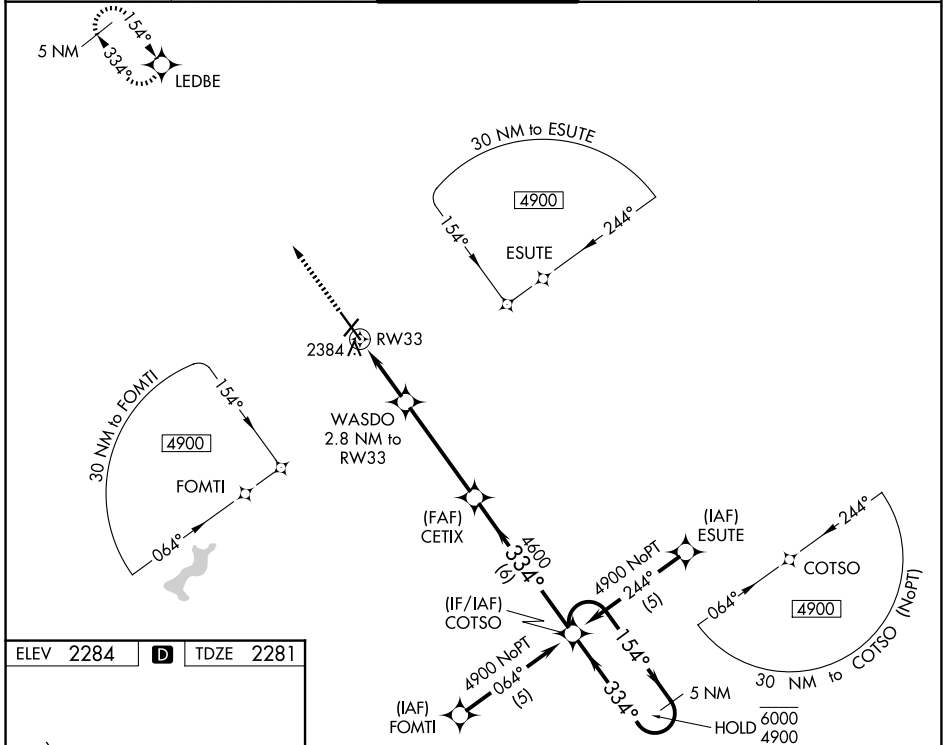 154°
5 NM
334°
LEDBE
30 NM to ESUTE
4900
154°
244°
ESUTE
RW33
2384
WASDO
2.8 NM to
RW33
30 NM to FOMTI
154°
4900
FOMTI
064°
(FAF)
CETIX
4600
334°
(6)
(IAF)
ESUTE
4900 NoPT
244°
(5)
244°
COTSO
064°
4900
30 NM to COTSO (NoPT)
(IF/IAF)
COTSO
154°
334°
5 NM
HOLD 6000
4900
4900 NoPT
064°
(5)
(IAF)
FOMTI
ELEV 2284 D TDZE 2281